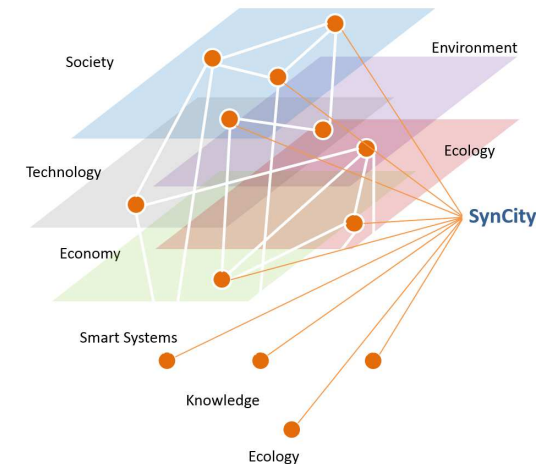 Society
Environment
Technology
Ecology
SynCity
Economy
Smart Systems
Knowledge
Ecology